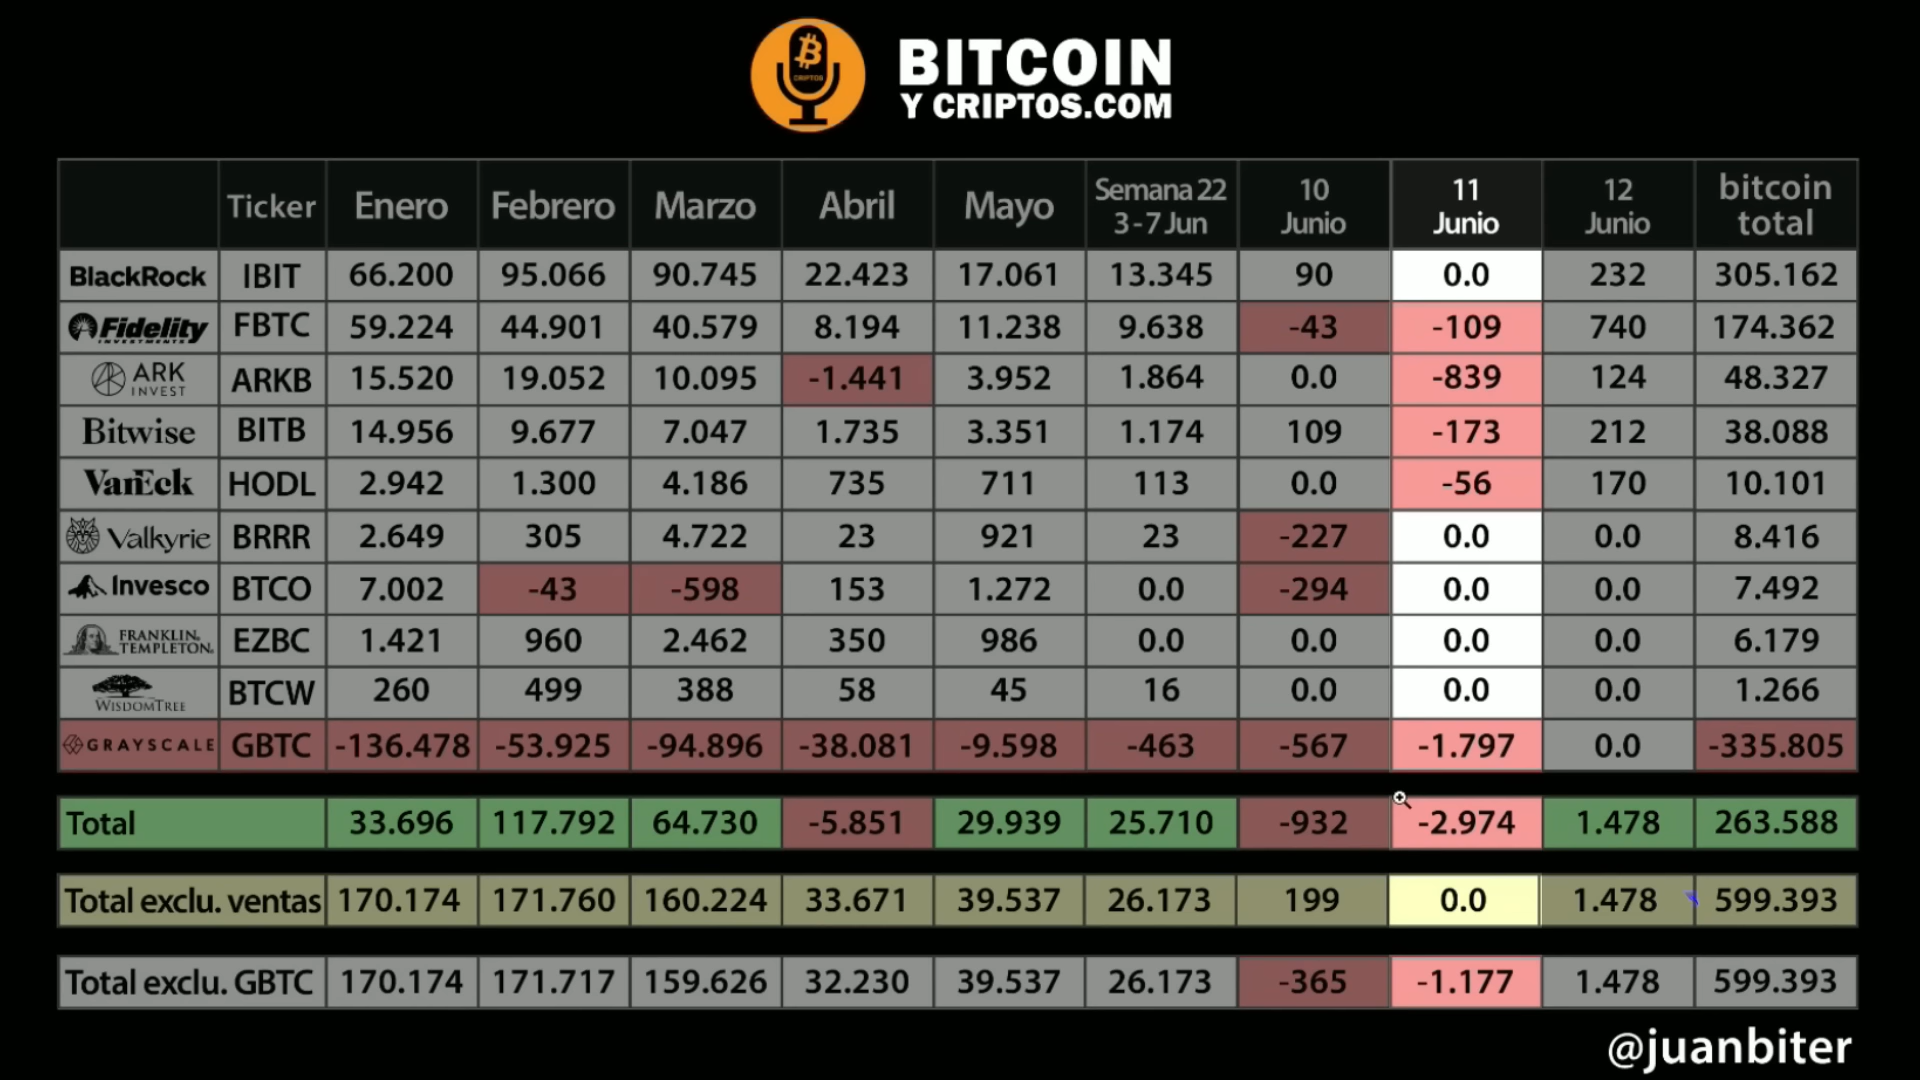 CRIPTOS
BITCOIN
Y CRIPTOS.COM
Ticker Enero Febrero Marzo Abril Mayo Semana 22 3 - 7 Jun 10 Junio 11 Junio 12 Junio bitcoin total
BlackRock IBIT 66.200 95.066 90.745 22.423 17.061 13.345 90 0.0 232 305.162
Fidelity INVESTMENTS FBTC 59.224 44.901 40.579 8.194 11.238 9.638 -43 -109 740 174.362
ARK INVEST ARKB 15.520 19.052 10.095 -1.441 3.952 1.864 0.0 -839 124 48.327
Bitwise BITB 14.956 9.677 7.047 1.735 3.351 1.174 109 -173 212 38.088
VanEck HODL 2.942 1.300 4.186 735 711 113 0.0 -56 170 10.101
Valkyrie BRRR 2.649 305 4.722 23 921 23 -227 0.0 0.0 8.416
Invesco BTCO 7.002 -43 -598 153 1.272 0.0 -294 0.0 0.0 7.492
FRANKLIN TEMPLETON EZBC 1.421 960 2.462 350 986 0.0 0.0 0.0 0.0 6.179
WISDOMTREE BTCW 260 499 388 58 45 16 0.0 0.0 0.0 1.266
GRAYSCALE GBTC -136.478 -53.925 -94.896 -38.081 -9.598 -463 -567 -1.797 0.0 -335.805
Total 33.696 117.792 64.730 -5.851 29.939 25.710 -932 -2.974 1.478 263.588
Total exclu. ventas 170.174 171.760 160.224 33.671 39.537 26.173 199 0.0 1.478 599.393
Total exclu. GBTC 170.174 171.717 159.626 32.230 39.537 26.173 -365 -1.177 1.478 599.393
@juanbiter